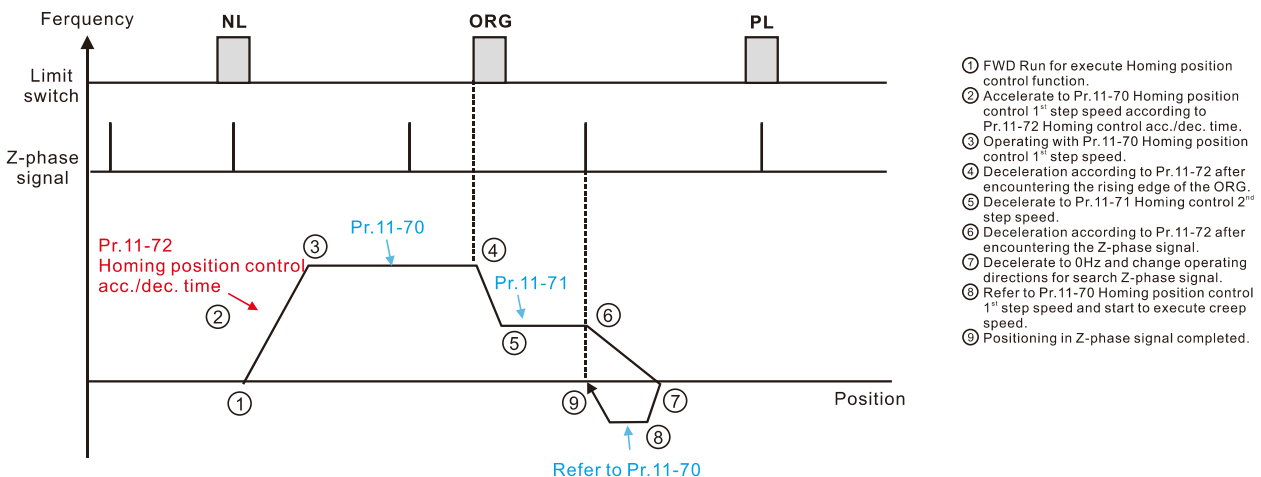 Ferquency
NL
ORG
PL
Limit
switch
Z-phase
signal
Pr.11-72
Homing position control
acc./dec. time
Pr.11-70
Pr.11-71
①
②
③
④
⑤
⑥
⑦
⑧
⑨
Position
Refer to Pr.11-70
① FWD Run for execute Homing position
control function.
② Accelerate to Pr.11-70 Homing position
control 1st step speed according to
Pr.11-72 Homing control acc./dec. time.
③ Operating with Pr.11-70 Homing position
control 1st step speed.
④ Deceleration according to Pr.11-72 after
encountering the rising edge of the ORG.
⑤ Decelerate to Pr.11-71 Homing control 2nd
step speed.
⑥ Deceleration according to Pr.11-72 after
encountering the Z-phase signal.
⑦ Decelerate to 0Hz and change operating
directions for search Z-phase signal.
⑧ Refer to Pr.11-70 Homing position control
1st step speed and start to execute creep
speed.
⑨ Positioning in Z-phase signal completed.